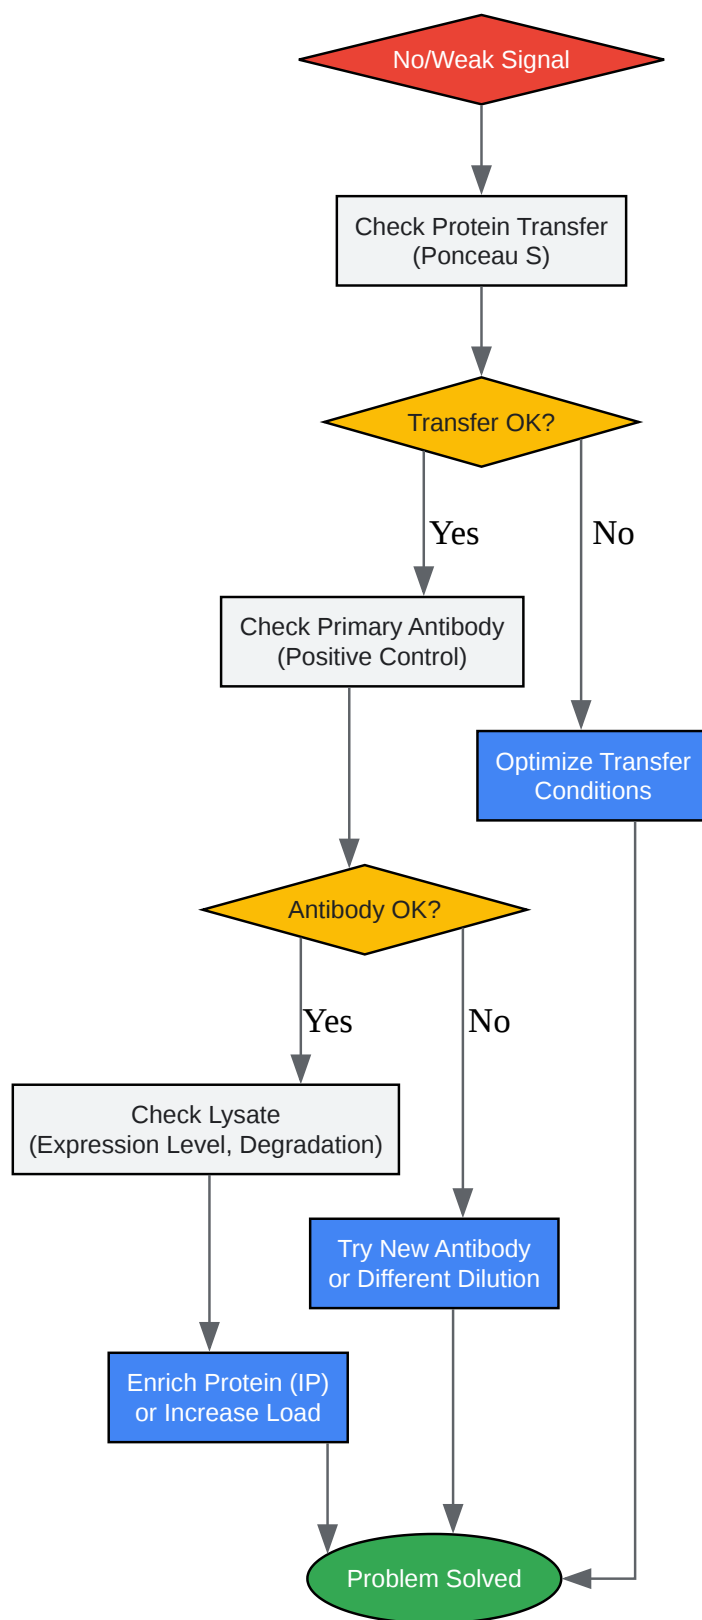 No/Weak Signal
Check Protein Transfer
(Ponceau S)
Transfer OK?
Yes
No
Check Primary Antibody
(Positive Control)
Optimize Transfer
Conditions
Antibody OK?
Yes
No
Check Lysate
(Expression Level, Degradation)
Try New Antibody
or Different Dilution
Enrich Protein (IP)
or Increase Load
Problem Solved